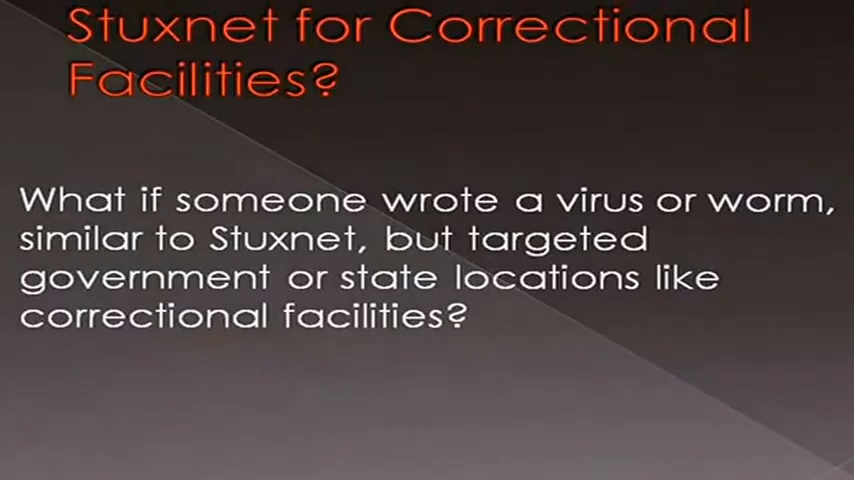 Stuxnet for Correctional
Facilities?
What if someone wrote a virus or worm,
similar to Stuxnet, but targeted
government or state locations like
correctional facilities?